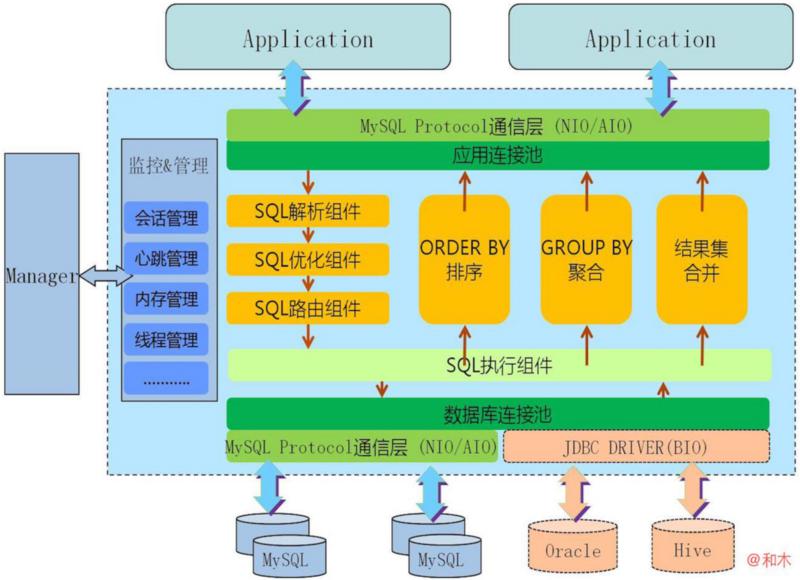 Application
Application
MySQL Protocol通信层 (NIO/AIO)
应用连接池
监控&管理
会话管理
心跳管理
内存管理
线程管理
...........
Manager
SQL解析组件
SQL优化组件
SQL路由组件
ORDER BY
排序
GROUP BY
聚合
结果集
合并
SQL执行组件
数据库连接池
MySQL Protocol通信层 (NIO/AIO)
JDBC DRIVER(BIO)
MySQL
MySQL
Oracle
Hive
@和木